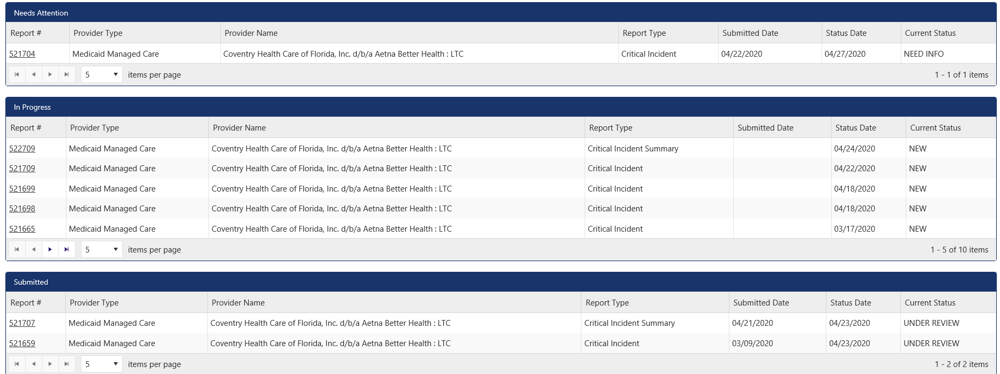 Needs Attention
Report # Provider Type Provider Name Report Type Submitted Date Status Date Current Status
521704 Medicaid Managed Care Coventry Health Care of Florida, Inc. d/b/a Aetna Better Health : LTC Critical Incident 04/22/2020 04/27/2020 NEED INFO
5 items per page 1 - 1 of 1 items
In Progress
Report # Provider Type Provider Name Report Type Submitted Date Status Date Current Status
522709 Medicaid Managed Care Coventry Health Care of Florida, Inc. d/b/a Aetna Better Health : LTC Critical Incident Summary 04/24/2020 NEW
521709 Medicaid Managed Care Coventry Health Care of Florida, Inc. d/b/a Aetna Better Health : LTC Critical Incident 04/22/2020 NEW
521699 Medicaid Managed Care Coventry Health Care of Florida, Inc. d/b/a Aetna Better Health : LTC Critical Incident 04/18/2020 NEW
521698 Medicaid Managed Care Coventry Health Care of Florida, Inc. d/b/a Aetna Better Health : LTC Critical Incident 04/18/2020 NEW
521665 Medicaid Managed Care Coventry Health Care of Florida, Inc. d/b/a Aetna Better Health : LTC Critical Incident 03/17/2020 NEW
5 items per page 1 - 5 of 10 items
Submitted
Report # Provider Type Provider Name Report Type Submitted Date Status Date Current Status
521707 Medicaid Managed Care Coventry Health Care of Florida, Inc. d/b/a Aetna Better Health : LTC Critical Incident Summary 04/21/2020 04/23/2020 UNDER REVIEW
521659 Medicaid Managed Care Coventry Health Care of Florida, Inc. d/b/a Aetna Better Health : LTC Critical Incident 03/09/2020 04/23/2020 UNDER REVIEW
5 items per page 1 - 2 of 2 items